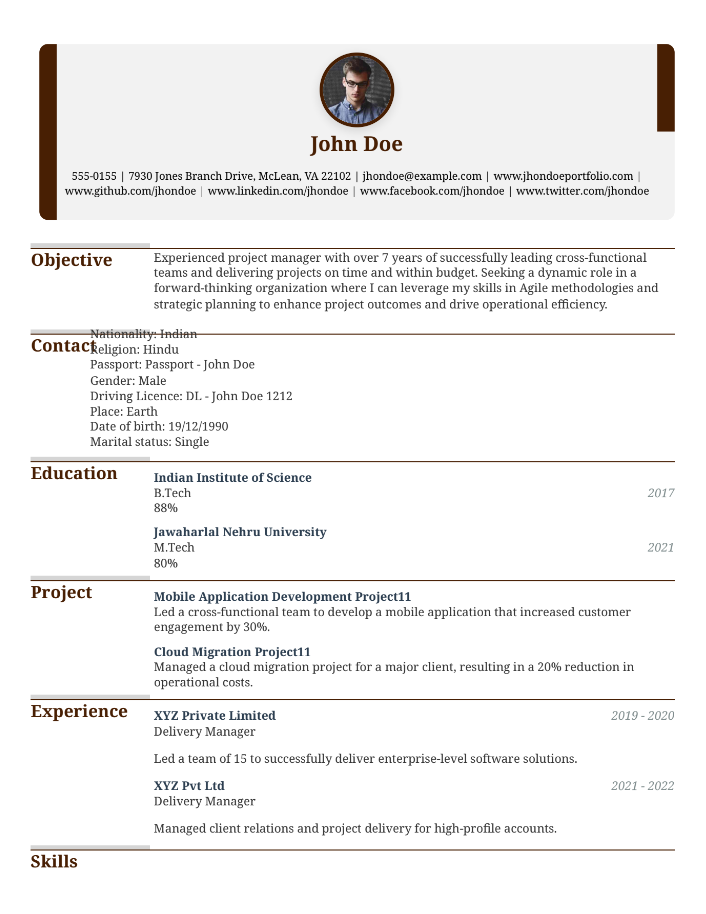 John Doe
555-0155 | 7930 Jones Branch Drive, McLean, VA 22102 | jhondoe@example.com | www.jhondoeportfolio.com |
www.github.com/jhondoe | www.linkedin.com/jhondoe | www.facebook.com/jhondoe | www.twitter.com/jhondoe
Objective
Experienced project manager with over 7 years of successfully leading cross-functional
teams and delivering projects on time and within budget. Seeking a dynamic role in a
forward-thinking organization where I can leverage my skills in Agile methodologies and
strategic planning to enhance project outcomes and drive operational efficiency.
Contact
Nationality: Indian
Religion: Hindu
Passport: Passport - John Doe
Gender: Male
Driving Licence: DL - John Doe 1212
Place: Earth
Date of birth: 19/12/1990
Marital status: Single
Education
Indian Institute of Science
B.Tech 2017
88%
Jawaharlal Nehru University
M.Tech 2021
80%
Project
Mobile Application Development Project11
Led a cross-functional team to develop a mobile application that increased customer
engagement by 30%.
Cloud Migration Project11
Managed a cloud migration project for a major client, resulting in a 20% reduction in
operational costs.
Experience
XYZ Private Limited 2019 - 2020
Delivery Manager
Led a team of 15 to successfully deliver enterprise-level software solutions.
XYZ Pvt Ltd 2021 - 2022
Delivery Manager
Managed client relations and project delivery for high-profile accounts.
Skills